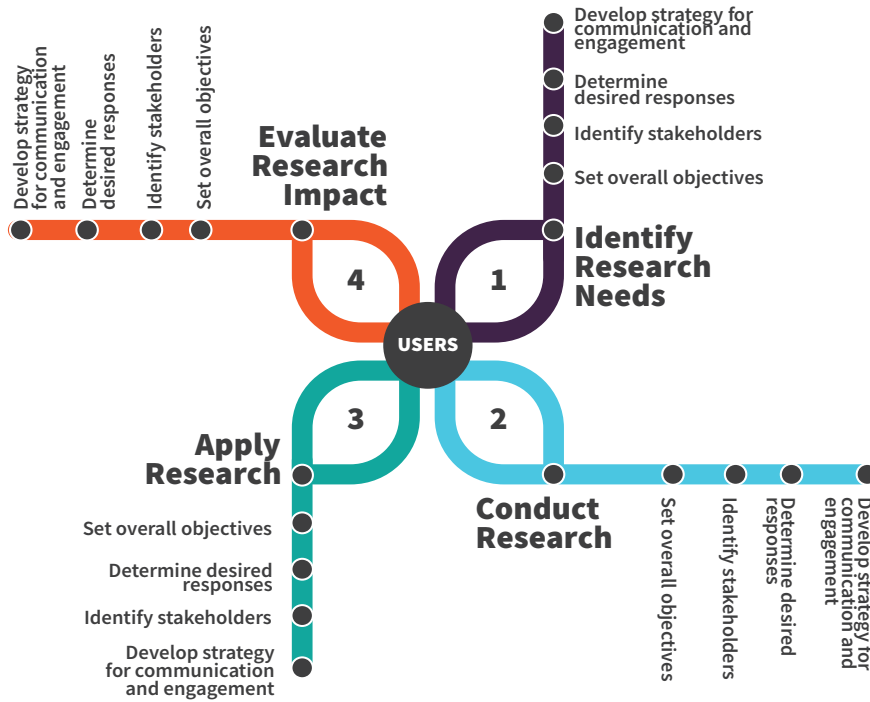 Develop strategy
for communication
and engagement
Determine
desired responses
Identify stakeholders
Set overall objectives
Evaluate
Research
Impact
4
Develop strategy for
communication and
engagement
Determine
desired responses
Identify stakeholders
Set overall objectives
Identify
Research
Needs
1
USERS
3
Apply
Research
Set overall objectives
Determine desired
responses
Identify stakeholders
Develop strategy
for communication
and engagement
2
Conduct
Research
Set overall objectives
Identify stakeholders
Determine desired
responses
Develop strategy for
communication and
engagement